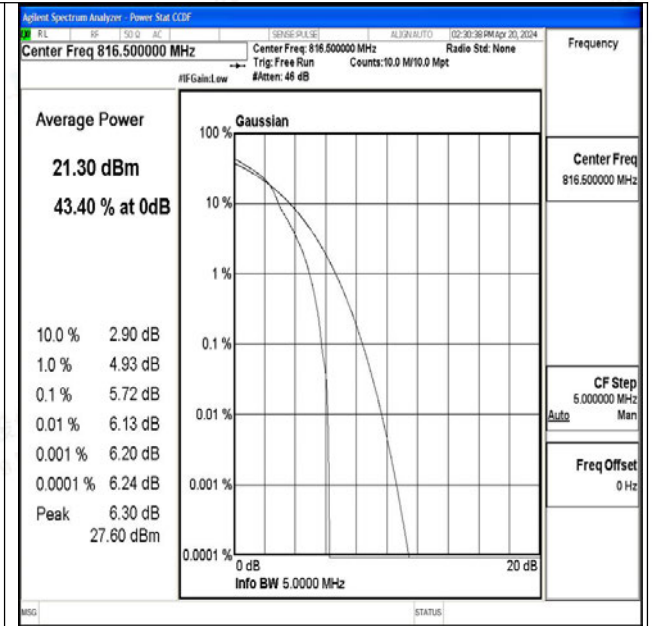 Agilent Spectrum Analyzer - Power Stat CCDF
RL RF 50 Ω AC SENSE:PULSE ALIGN AUTO 02:30:38 PM Apr 20, 2024
Center Freq 816.500000 MHz
Center Freq: 816.500000 MHz Radio Std: None
Trig: Free Run Counts:10.0 M/10.0 Mpt
#IFGain:Low #Atten: 46 dB
Frequency
Average Power
21.30 dBm
43.40 % at 0dB
10.0 % 2.90 dB
1.0 % 4.93 dB
0.1 % 5.72 dB
0.01 % 6.13 dB
0.001 % 6.20 dB
0.0001 % 6.24 dB
Peak 6.30 dB
27.60 dBm
Gaussian
100 %
10 %
1 %
0.1 %
0.01 %
0.001 %
0.0001 %
0 dB 20 dB
Info BW 5.0000 MHz
Center Freq
816.500000 MHz
CF Step
5.000000 MHz
Auto Man
Freq Offset
0 Hz
MSG STATUS